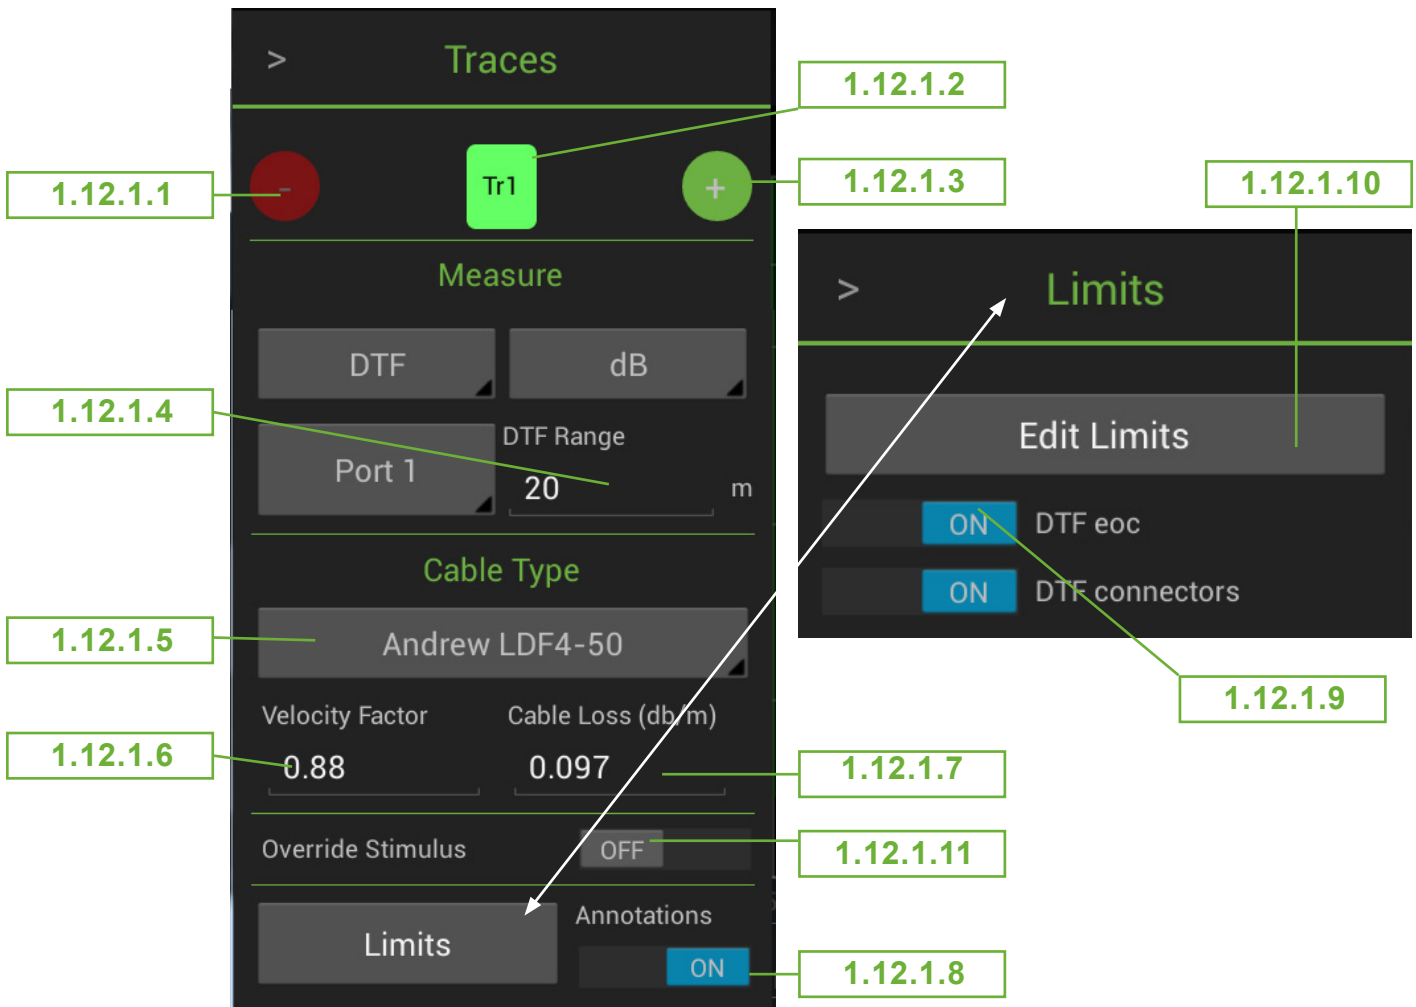 > Traces
1.12.1.2
1.12.1.1
-
Tr1
+
1.12.1.3
1.12.1.10
Measure
> Limits
DTF
dB
1.12.1.4
Port 1
DTF Range
20 m
Edit Limits
ON DTF eoc
ON DTF connectors
Cable Type
1.12.1.5
Andrew LDF4-50
1.12.1.9
Velocity Factor
Cable Loss (db/m)
1.12.1.6
0.88
0.097
1.12.1.7
Override Stimulus
OFF
1.12.1.11
Limits
Annotations
ON
1.12.1.8